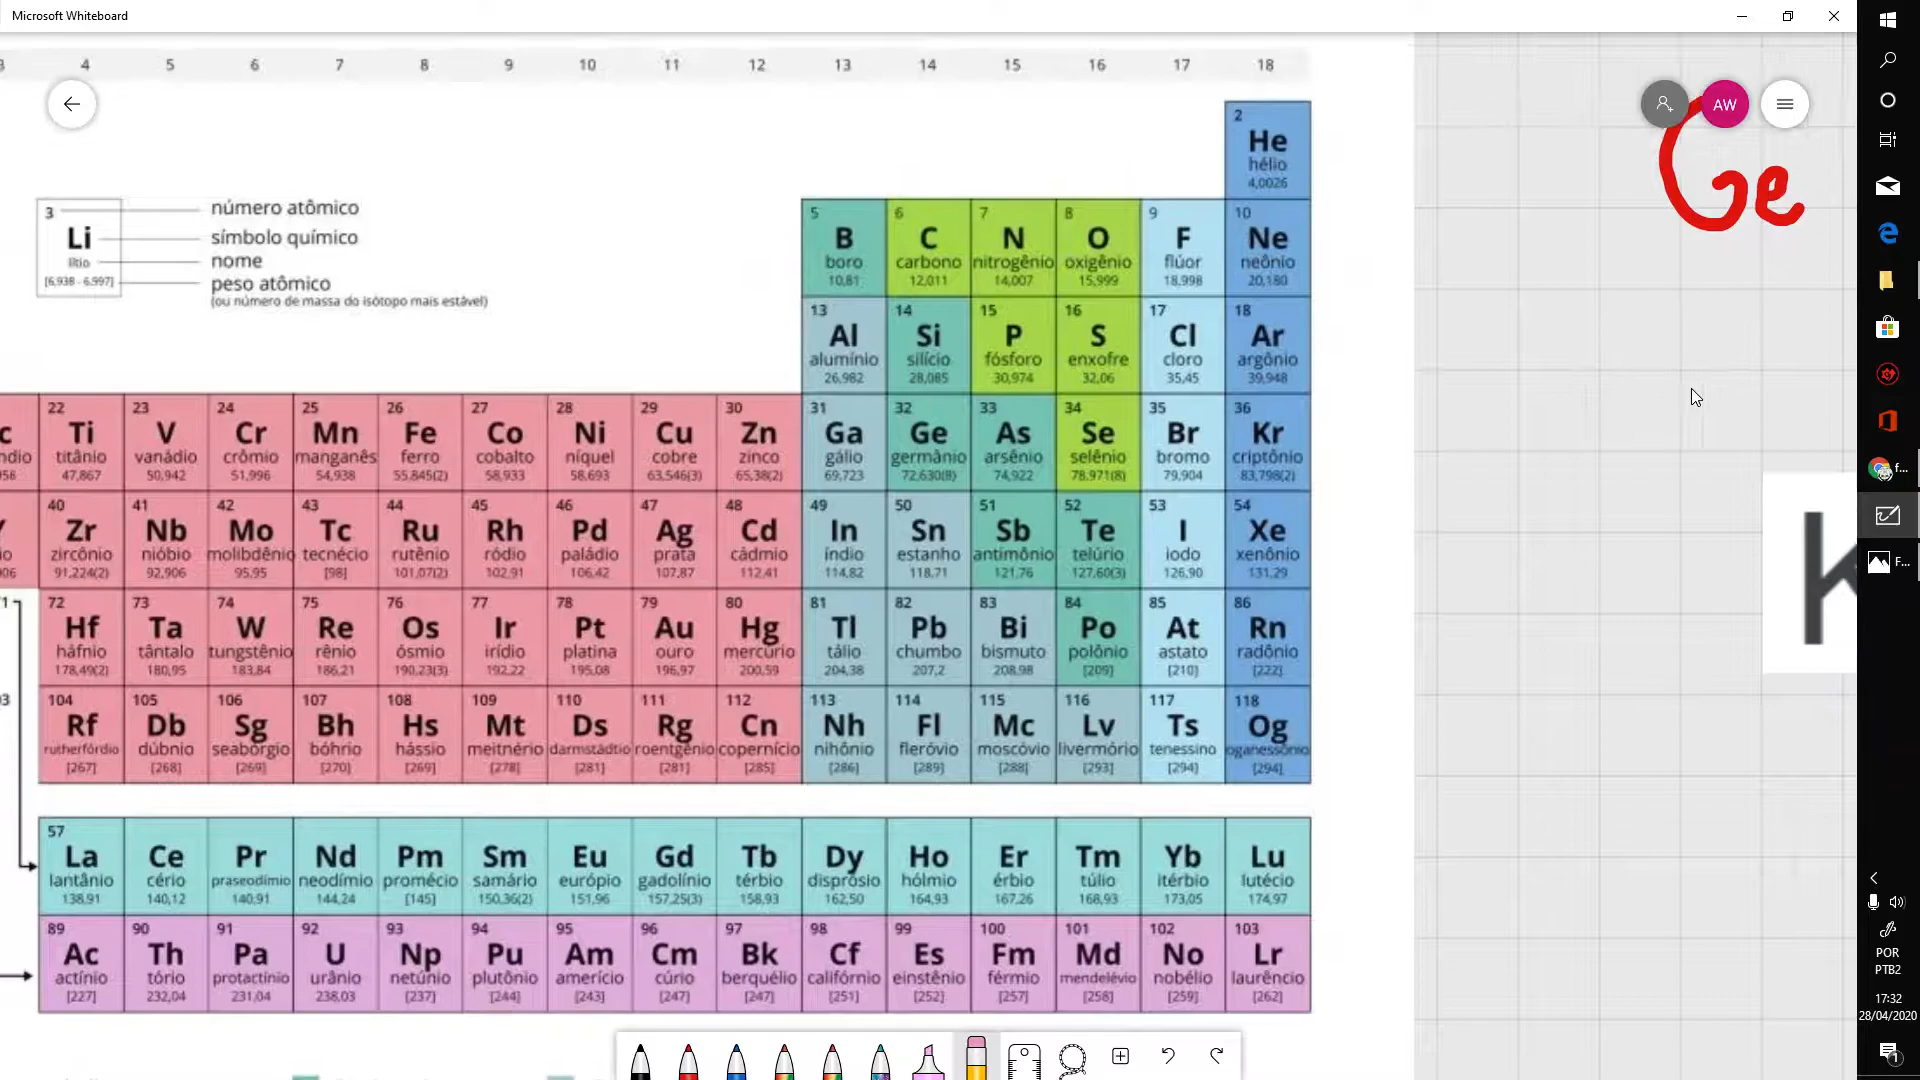 Microsoft Whiteboard
4 5 6 7 8 9 10 11 12 13 14 15 16 17 18
AW
Ge
2
He
hélio
4,0026
3
Li
lítio
[6,938 - 6,997]
número atômico
símbolo químico
nome
peso atômico
(ou número de massa do isótopo mais estável)
5 6 7 8 9 10
B C N O F Ne
boro carbono nitrogênio oxigênio flúor neônio
10,81 12,011 14,007 15,999 18,998 20,180
13 14 15 16 17 18
Al Si P S Cl Ar
alumínio silício fósforo enxofre cloro argônio
26,982 28,085 30,974 32,06 35,45 39,948
22 23 24 25 26 27 28 29 30 31 32 33 34 35 36
c Ti V Cr Mn Fe Co Ni Cu Zn Ga Ge As Se Br Kr
ndio titânio vanádio crômio manganês ferro cobalto níquel cobre zinco gálio germânio arsênio selênio bromo criptônio
956 47,867 50,942 51,996 54,938 55,845(2) 58,933 58,693 63,546(3) 65,38(2) 69,723 72,630(8) 74,922 78,971(8) 79,904 83,798(2)
40 41 42 43 44 45 46 47 48 49 50 51 52 53 54
Zr Nb Mo Tc Ru Rh Pd Ag Cd In Sn Sb Te I Xe
io zircônio nióbio molibdênio tecnécio rutênio ródio paládio prata cádmio índio estanho antimônio telúrio iodo xenônio
906 91,224(2) 92,906 95,95 [98] 101,07(2) 102,91 106,42 107,87 112,41 114,82 118,71 121,76 127,60(3) 126,90 131,29
72 73 74 75 76 77 78 79 80 81 82 83 84 85 86
Hf Ta W Re Os Ir Pt Au Hg Tl Pb Bi Po At Rn
háfnio tântalo tungstênio rênio ósmio irídio platina ouro mercúrio tálio chumbo bismuto polônio astato radônio
178,49(2) 180,95 183,84 186,21 190,23(3) 192,22 195,08 196,97 200,59 204,38 207,2 208,98 [209] [210] [222]
104 105 106 107 108 109 110 111 112 113 114 115 116 117 118
Rf Db Sg Bh Hs Mt Ds Rg Cn Nh Fl Mc Lv Ts Og
rutherfórdio dúbnio seabórgio bóhrio hássio meitnério darmstádtio roentgênio copernício nihônio fleróvio moscóvio livermório tenessino oganessônio
[267] [268] [269] [270] [269] [278] [281] [281] [285] [286] [289] [288] [293] [294] [294]
57
La Ce Pr Nd Pm Sm Eu Gd Tb Dy Ho Er Tm Yb Lu
lantânio cério praseodímio neodímio promécio samário európio gadolínio térbio disprósio hólmio érbio túlio itérbio lutécio
138,91 140,12 140,91 144,24 [145] 150,36(2) 151,96 157,25(3) 158,93 162,50 164,93 167,26 168,93 173,05 174,97
89 90 91 92 93 94 95 96 97 98 99 100 101 102 103
Ac Th Pa U Np Pu Am Cm Bk Cf Es Fm Md No Lr
actínio tório protactínio urânio netúnio plutônio amerício cúrio berquélio califórnio einstênio férmio mendelévio nobélio laurêncio
[227] 232,04 231,04 238,03 [237] [244] [243] [247] [247] [251] [252] [257] [258] [259] [262]
K
f...
F...
POR
PTB2
17:32
28/04/2020
1